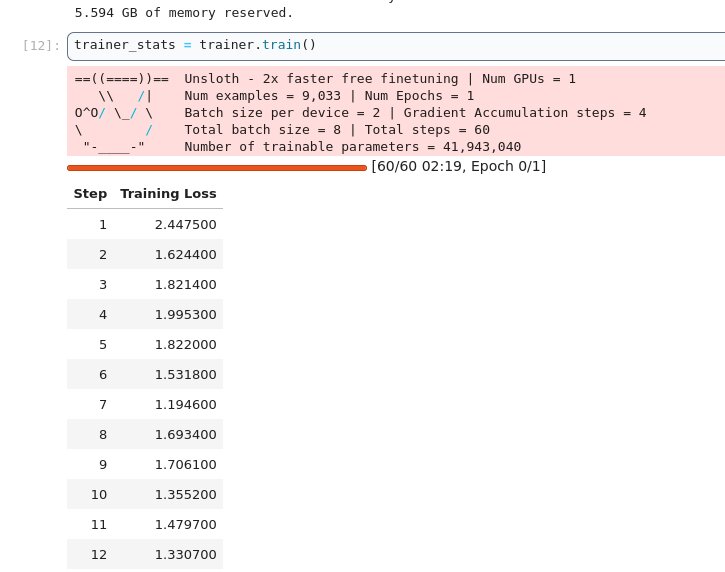 5.594 GB of memory reserved.
[12]: trainer_stats = trainer.train()
==((====))==  Unsloth - 2x faster free finetuning | Num GPUs = 1
   \\   /|    Num examples = 9,033 | Num Epochs = 1
O^O/ \_/ \    Batch size per device = 2 | Gradient Accumulation steps = 4
\        /    Total batch size = 8 | Total steps = 60
 "-____-"     Number of trainable parameters = 41,943,040
[60/60 02:19, Epoch 0/1]
Step Training Loss
1 2.447500
2 1.624400
3 1.821400
4 1.995300
5 1.822000
6 1.531800
7 1.194600
8 1.693400
9 1.706100
10 1.355200
11 1.479700
12 1.330700